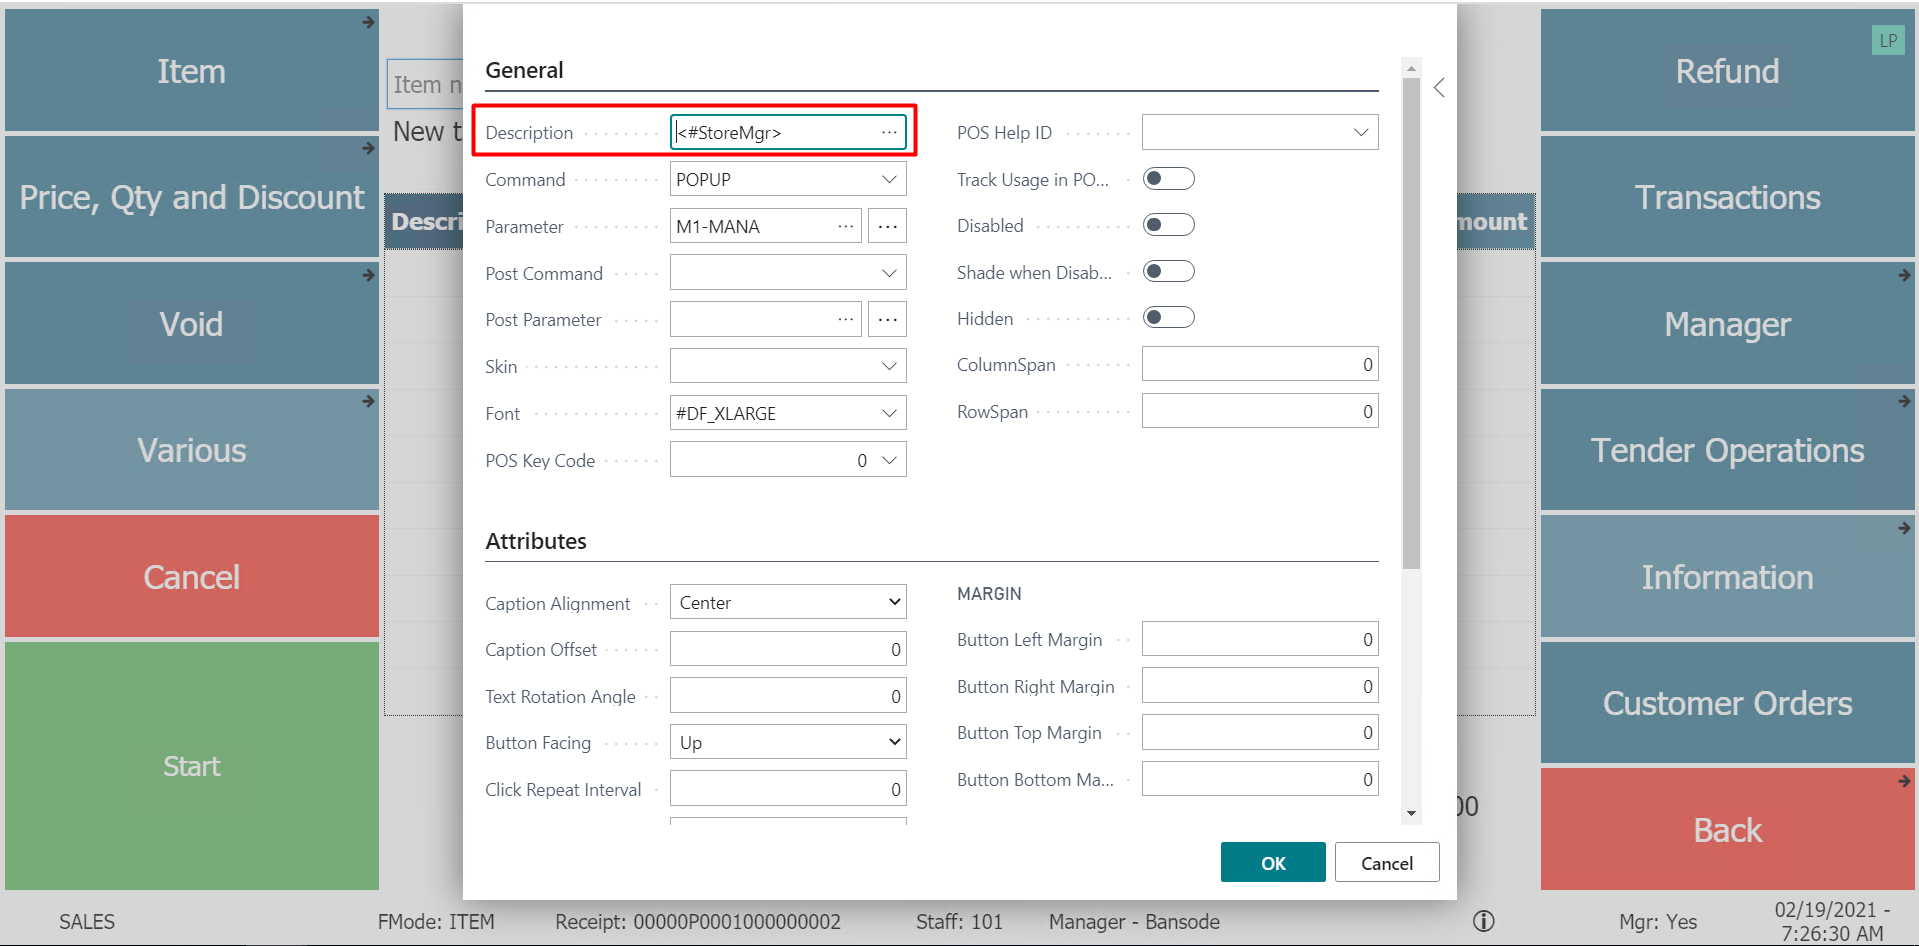 Item
Price, Qty and Discount
Void
Various
Cancel
Start
Item n
New t
Descri
General
Description
<#StoreMgr>
Command
POPUP
Parameter
M1-MANA
Post Command
Post Parameter
Skin
Font
#DF_XLARGE
POS Key Code
0
POS Help ID
Track Usage in PO...
Disabled
Shade when Disab...
Hidden
ColumnSpan
0
RowSpan
0
Attributes
Caption Alignment
Center
Caption Offset
0
Text Rotation Angle
0
Button Facing
Up
Click Repeat Interval
0
MARGIN
Button Left Margin
0
Button Right Margin
0
Button Top Margin
0
Button Bottom Ma...
0
OK
Cancel
mount
00
LP
Refund
Transactions
Manager
Tender Operations
Information
Customer Orders
Back
SALES
FMode: ITEM
Receipt: 00000P0001000000002
Staff: 101
Manager - Bansode
Mgr: Yes
02/19/2021 -
7:26:30 AM